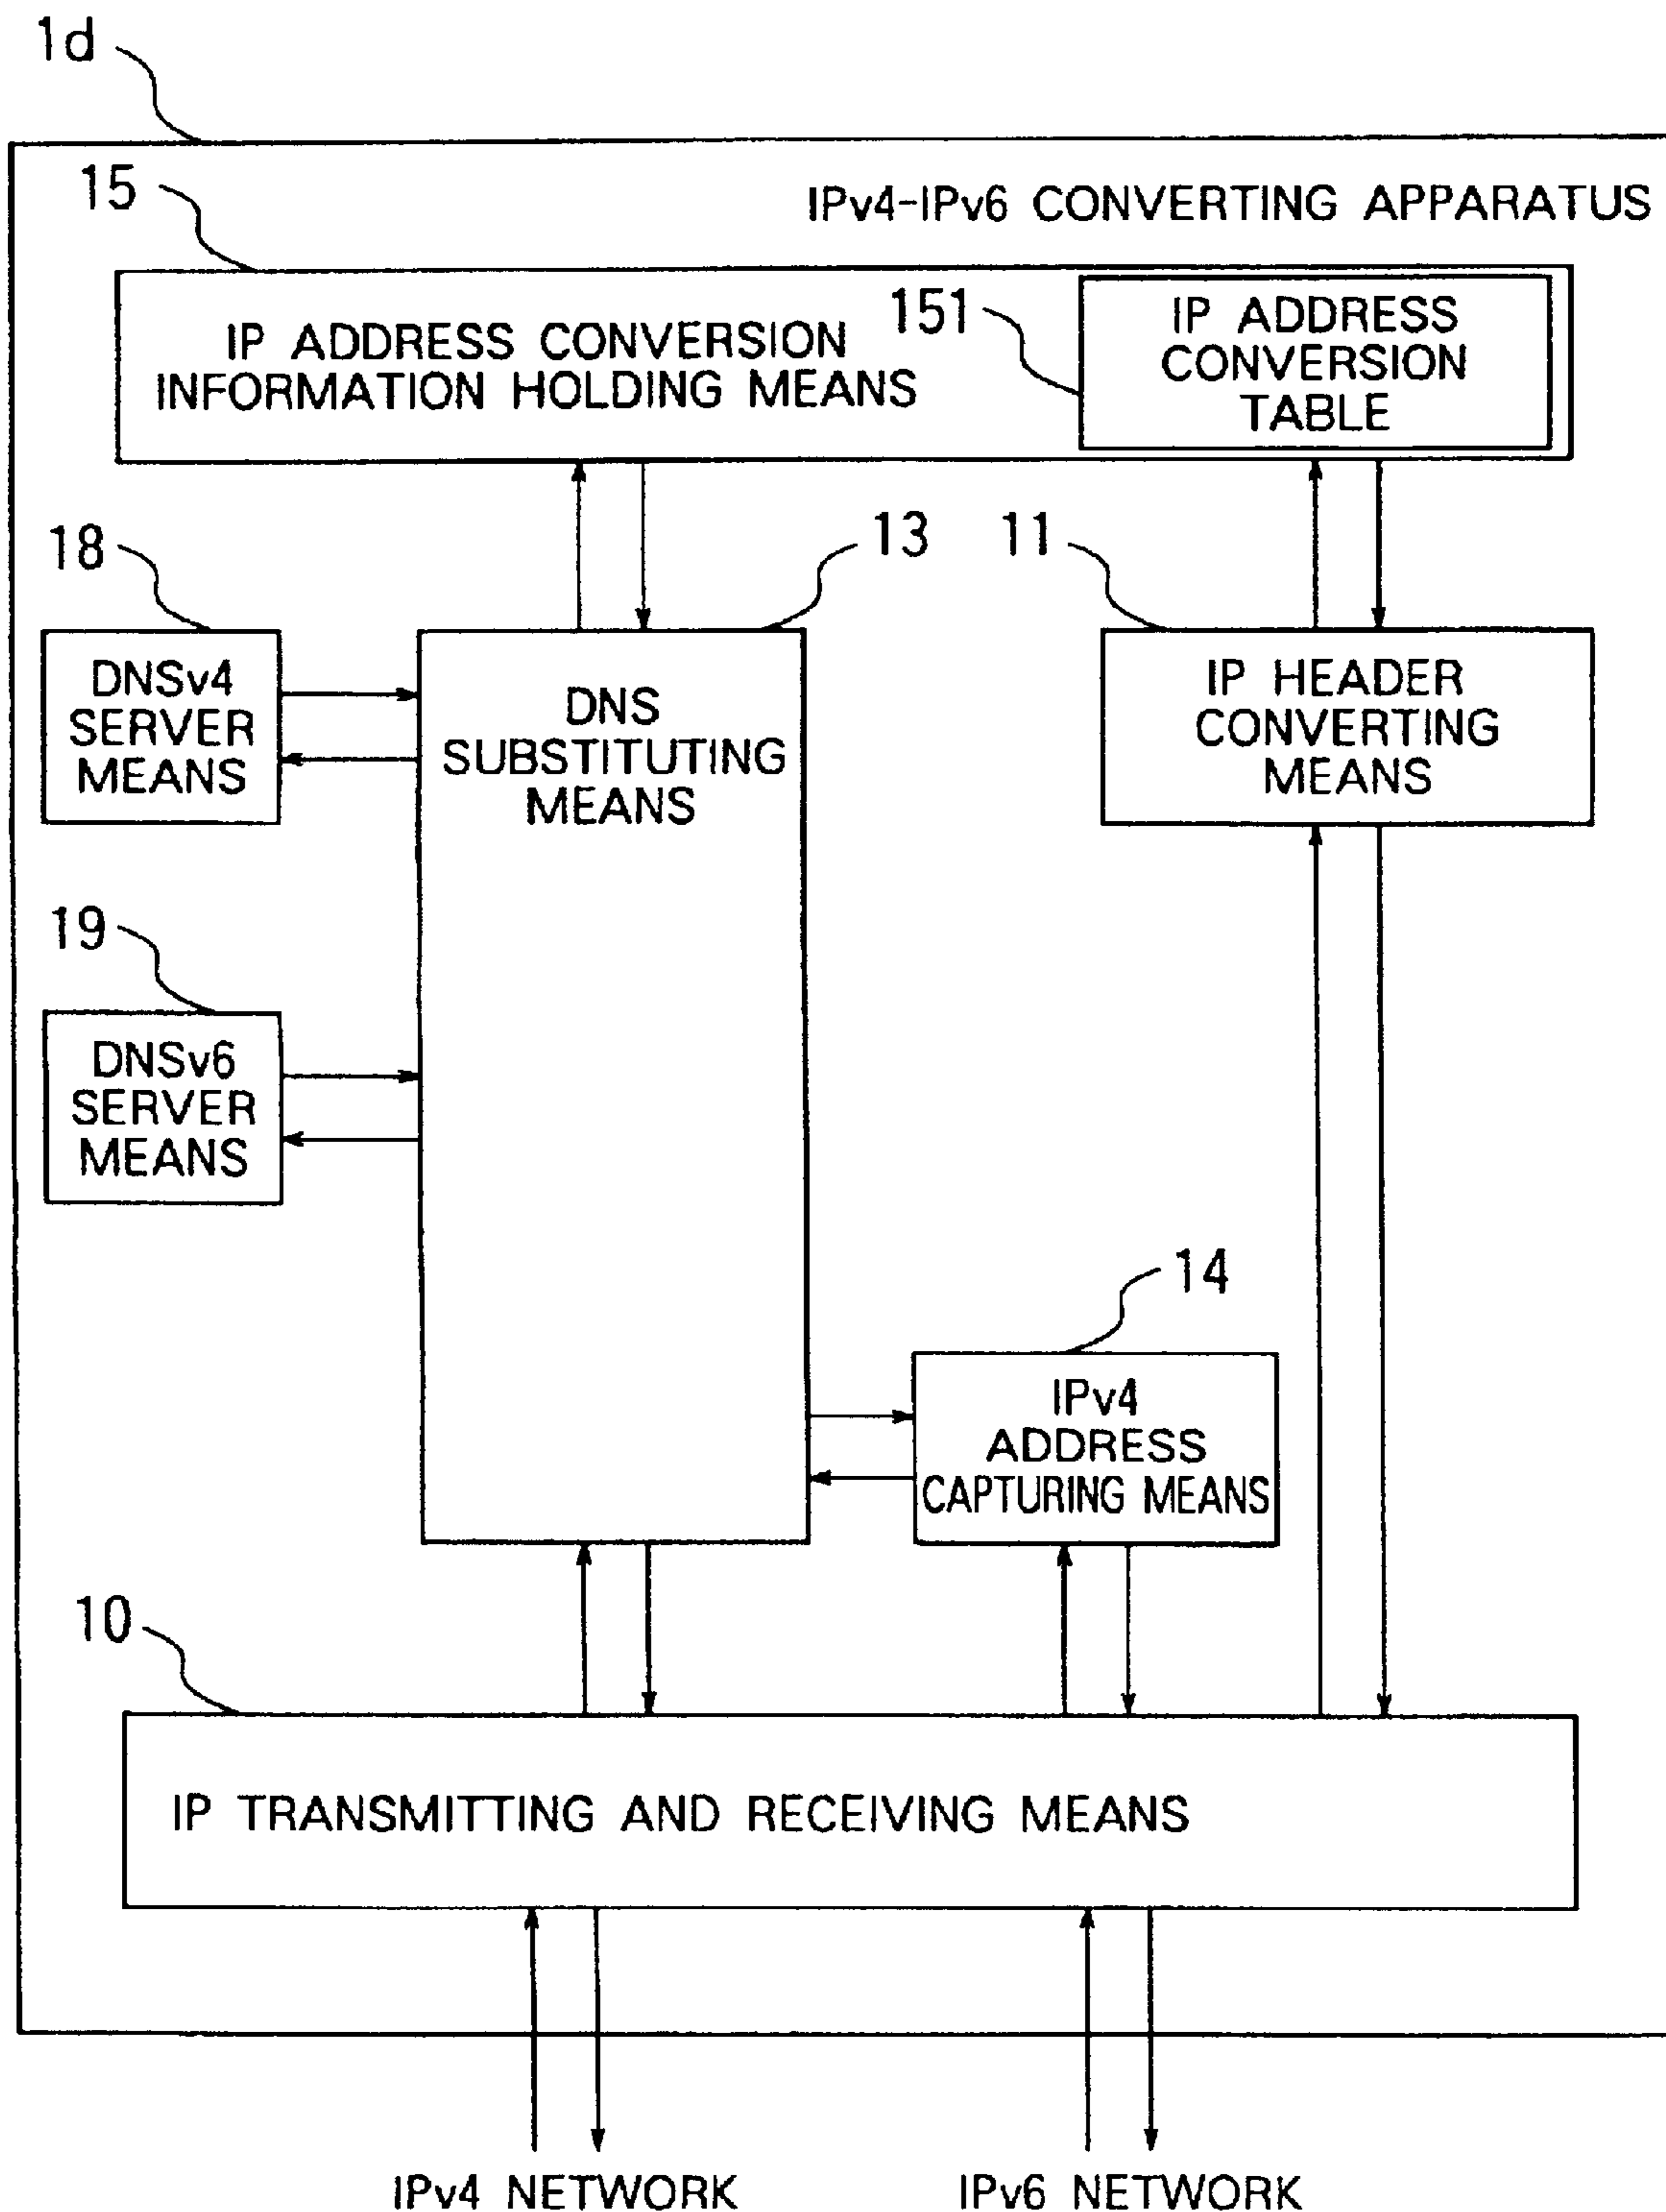 1d
15
IPv4-IPv6 CONVERTING APPARATUS
IP ADDRESS CONVERSION
INFORMATION HOLDING MEANS
151
IP ADDRESS
CONVERSION
TABLE
18
13
11
DNSv4
SERVER
MEANS
DNS
SUBSTITUTING
MEANS
IP HEADER
CONVERTING
MEANS
19
DNSv6
SERVER
MEANS
14
IPv4
ADDRESS
CAPTURING MEANS
10
IP TRANSMITTING AND RECEIVING MEANS
IPv4 NETWORK
IPv6 NETWORK